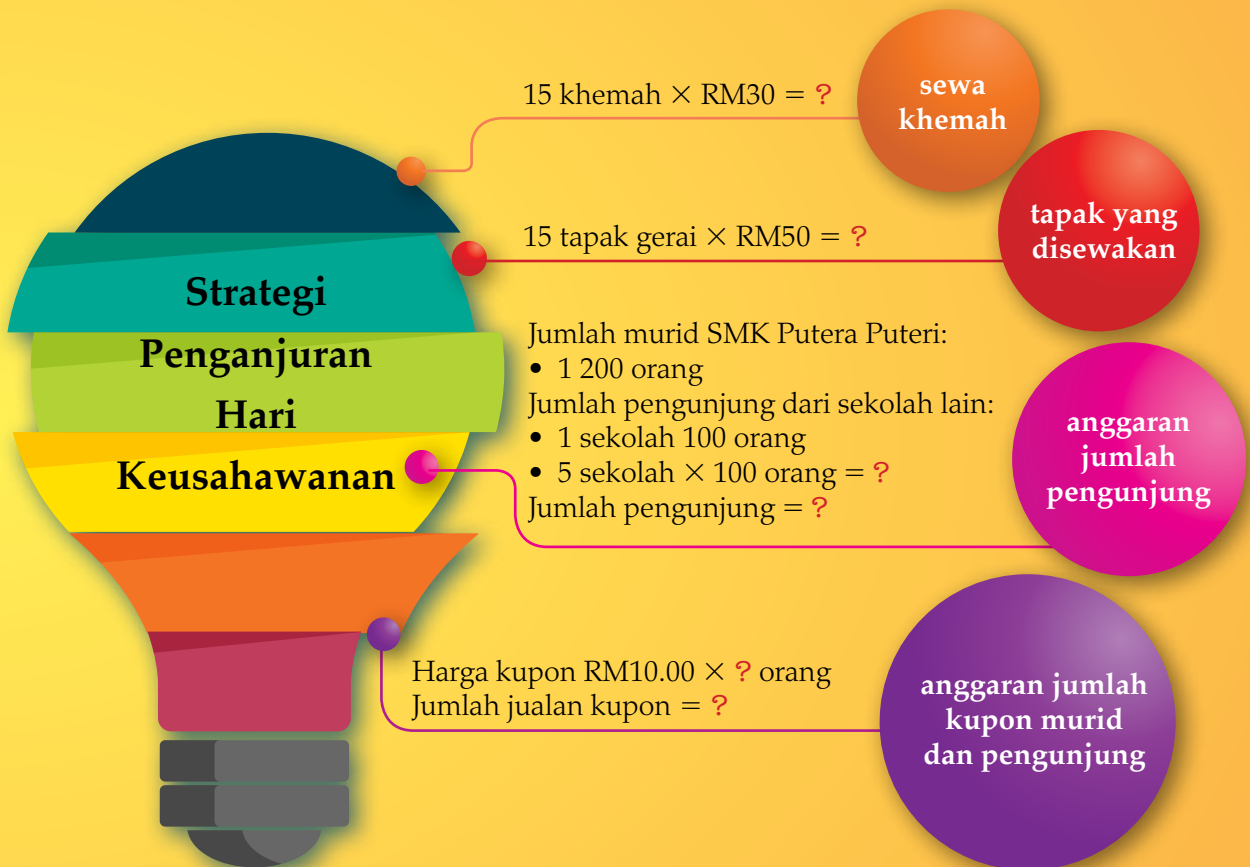 15 khemah × RM30 = ?
sewa
khemah
15 tapak gerai × RM50 = ?
tapak yang
disewakan
Strategi
Penganjuran
Hari
Keusahawanan
Jumlah murid SMK Putera Puteri:
• 1 200 orang
Jumlah pengunjung dari sekolah lain:
• 1 sekolah 100 orang
• 5 sekolah × 100 orang = ?
Jumlah pengunjung = ?
anggaran
jumlah
pengunjung
Harga kupon RM10.00 × ? orang
Jumlah jualan kupon = ?
anggaran jumlah
kupon murid
dan pengunjung